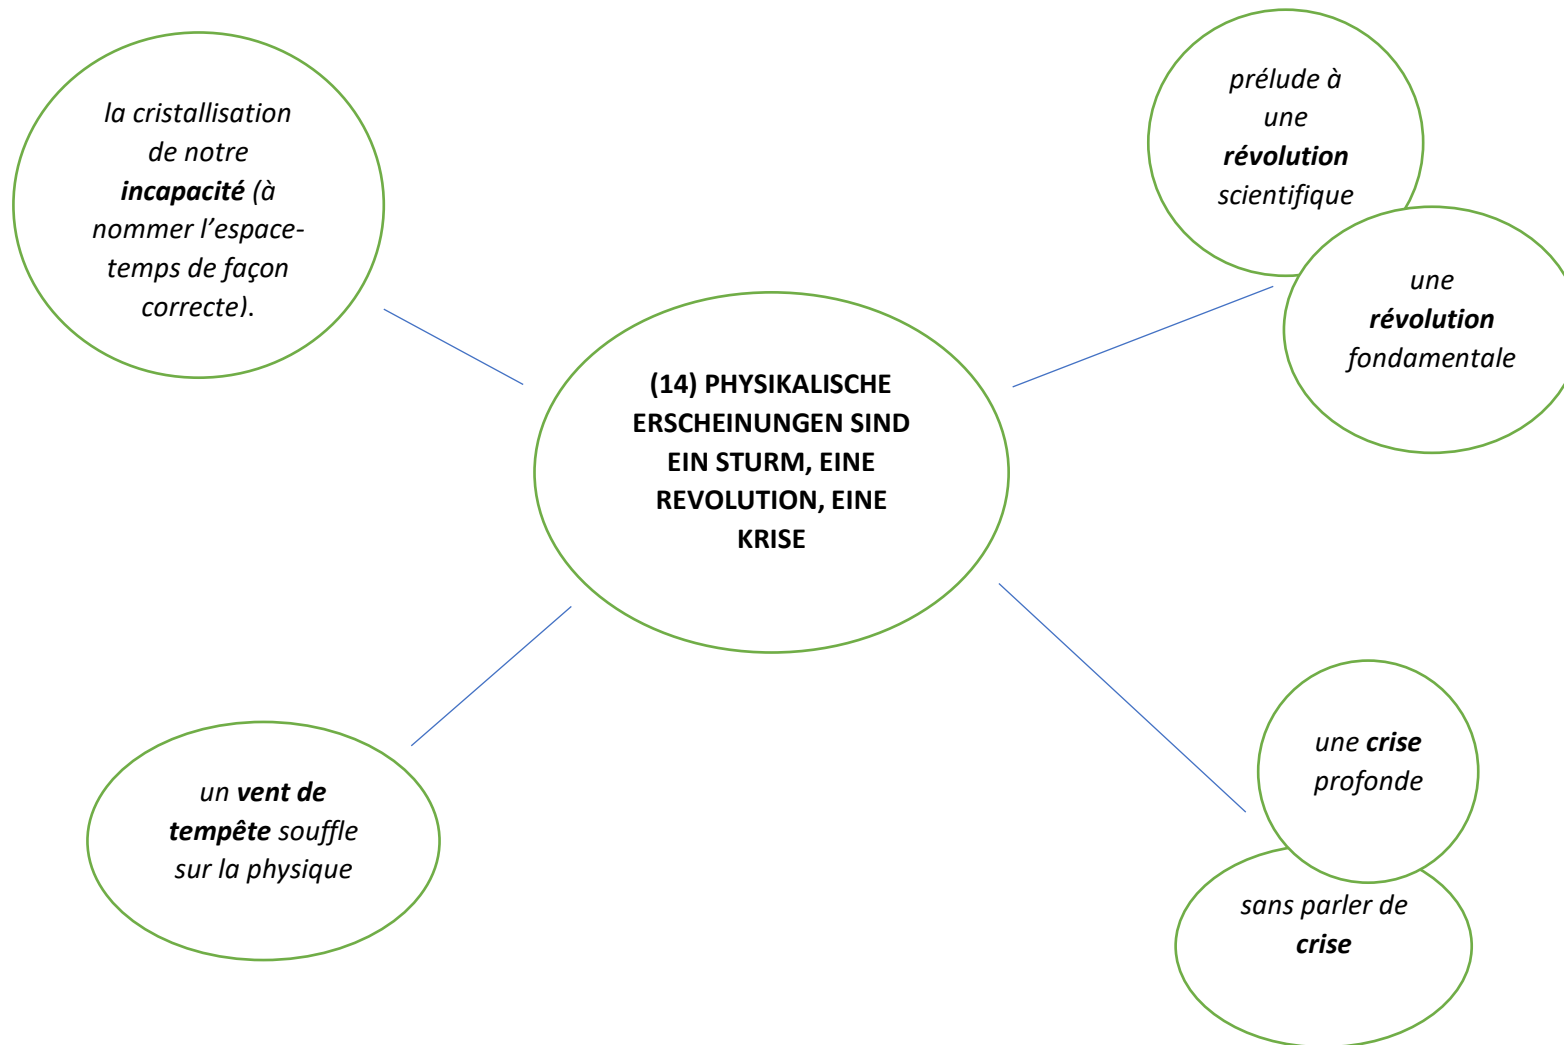 la cristallisation
de notre
incapacité (à
nommer l’espace-
temps de façon
correcte).
prélude à
une
révolution
scientifique
une
révolution
fondamentale
(14) PHYSIKALISCHE
ERSCHEINUNGEN SIND
EIN STURM, EINE
REVOLUTION, EINE
KRISE
un vent de
tempête souffle
sur la physique
une crise
profonde
sans parler de
crise